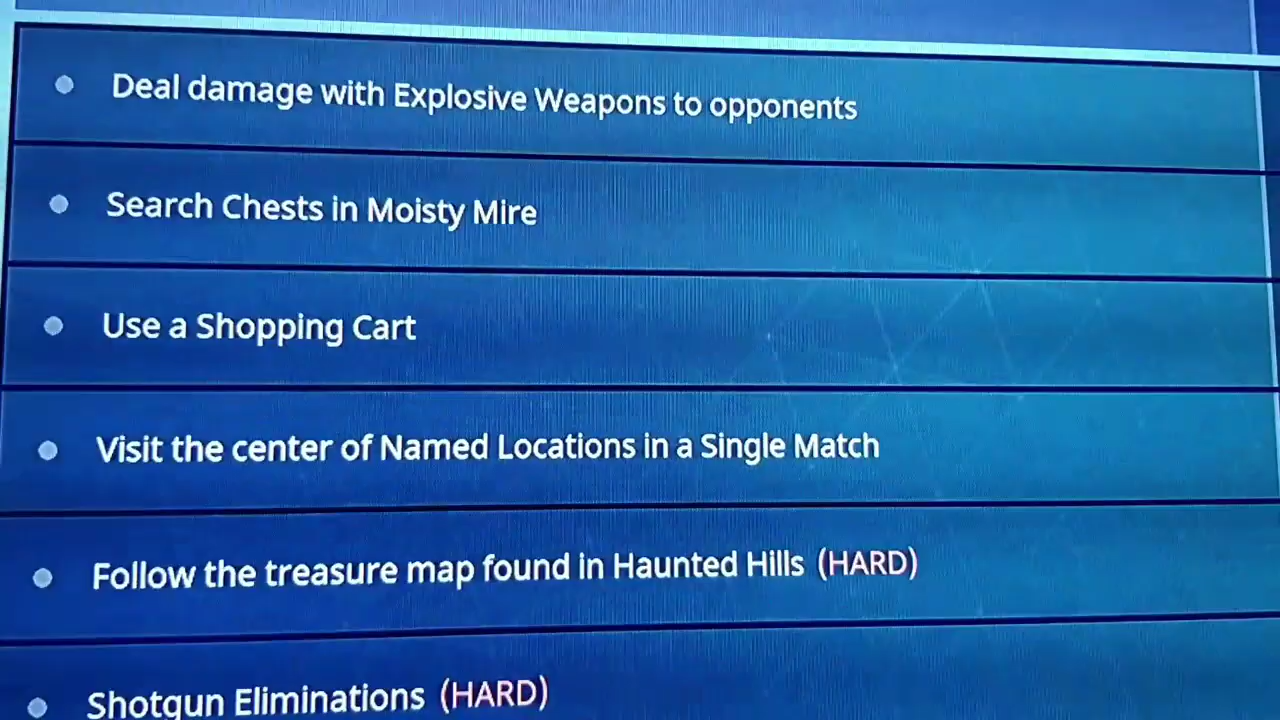 Deal damage with Explosive Weapons to opponents
Search Chests in Moisty Mire
Use a Shopping Cart
Visit the center of Named Locations in a Single Match
Follow the treasure map found in Haunted Hills (HARD)
Shotgun Eliminations (HARD)